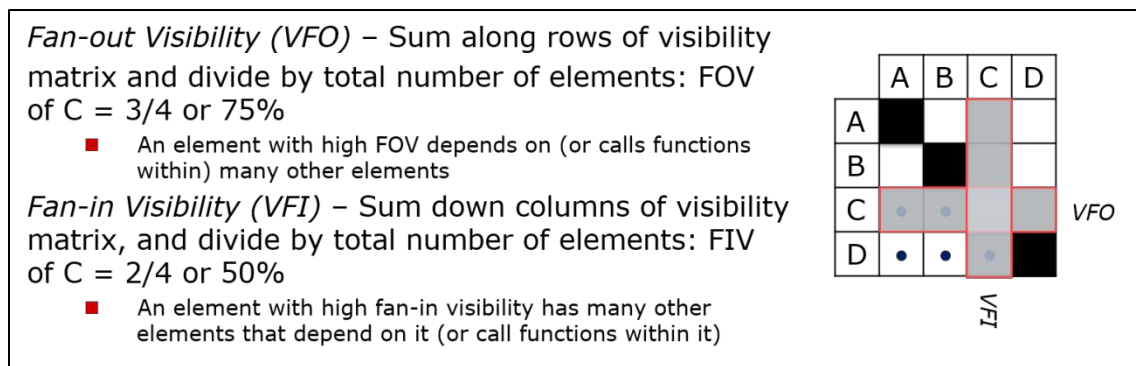 Fan-out Visibility (VFO) – Sum along rows of visibility
matrix and divide by total number of elements: FOV
of C = 3/4 or 75%
An element with high FOV depends on (or calls functions
within) many other elements
Fan-in Visibility (VFI) – Sum down columns of visibility
matrix, and divide by total number of elements: FIV
of C = 2/4 or 50%
An element with high fan-in visibility has many other
elements that depend on it (or call functions within it)
A B C D
A
B
C VFO
D
VFI